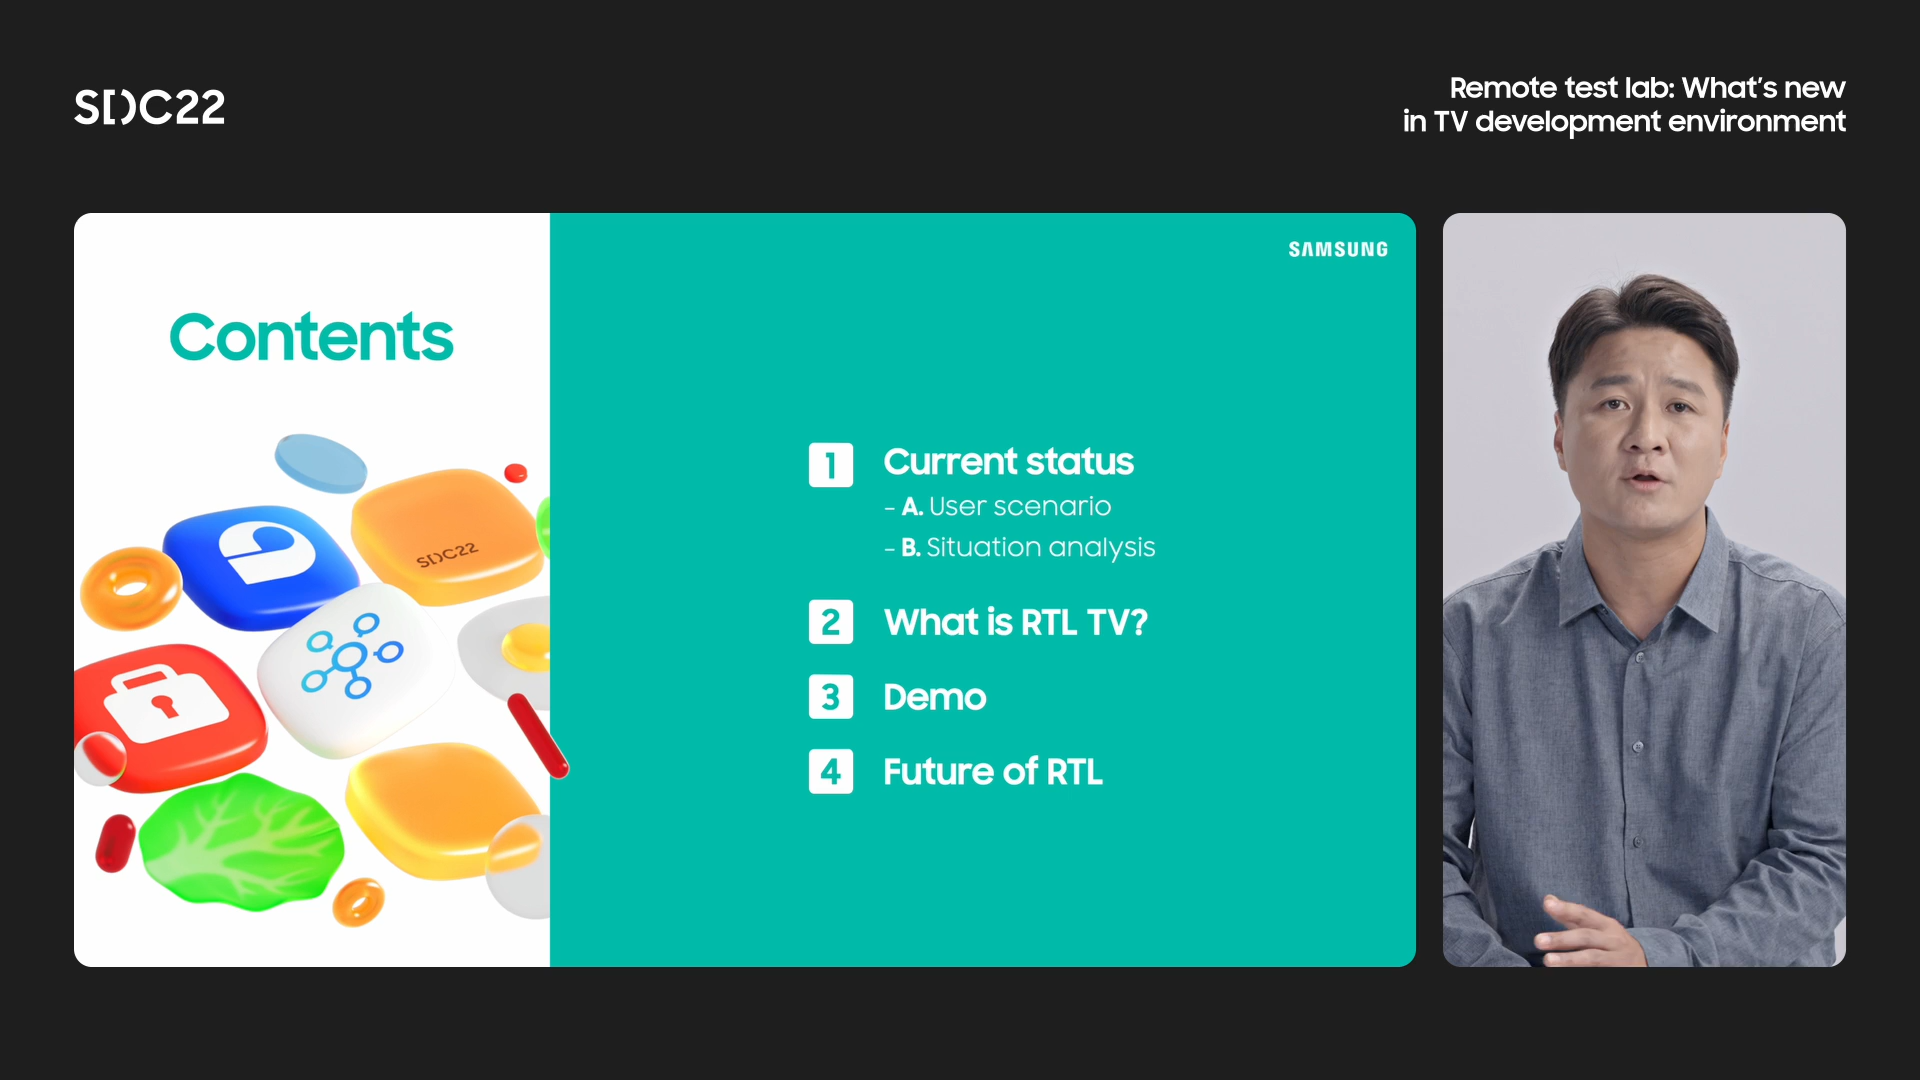 SDC22
Remote test lab: What's new
in TV development environment
SAMSUNG
Contents
SDC22
1 Current status
- A. User scenario
- B. Situation analysis
2 What is RTL TV?
3 Demo
4 Future of RTL